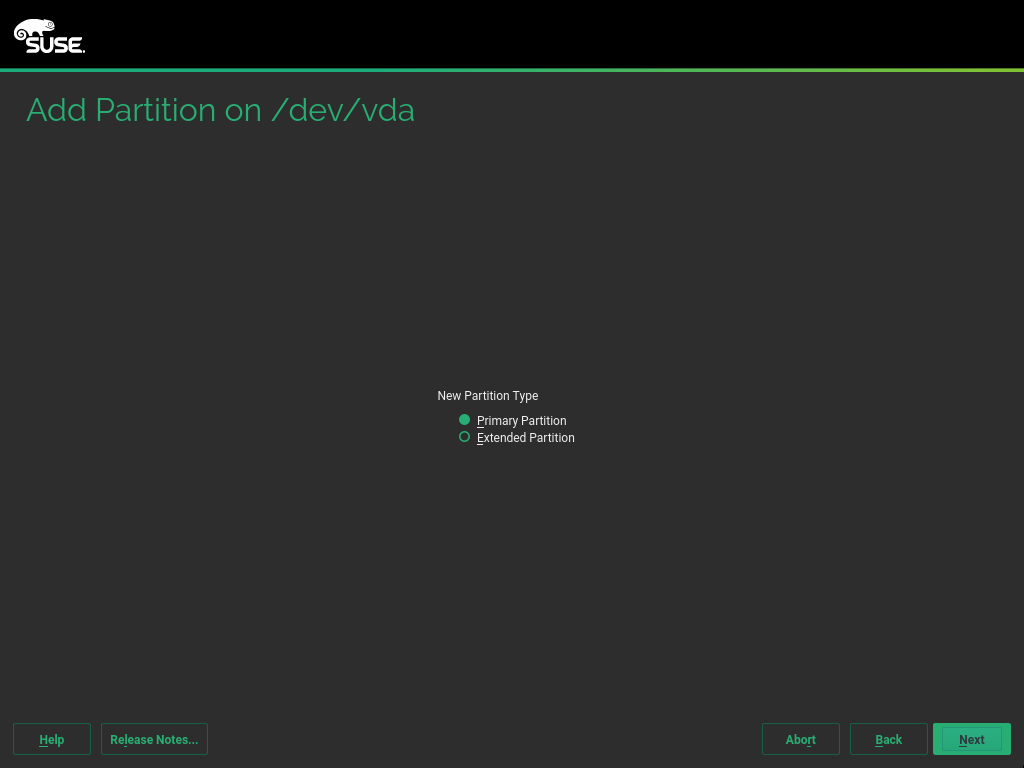 SUSE.
Add Partition on /dev/vda
New Partition Type
Primary Partition
Extended Partition
Help
Release Notes...
Abort
Back
Next